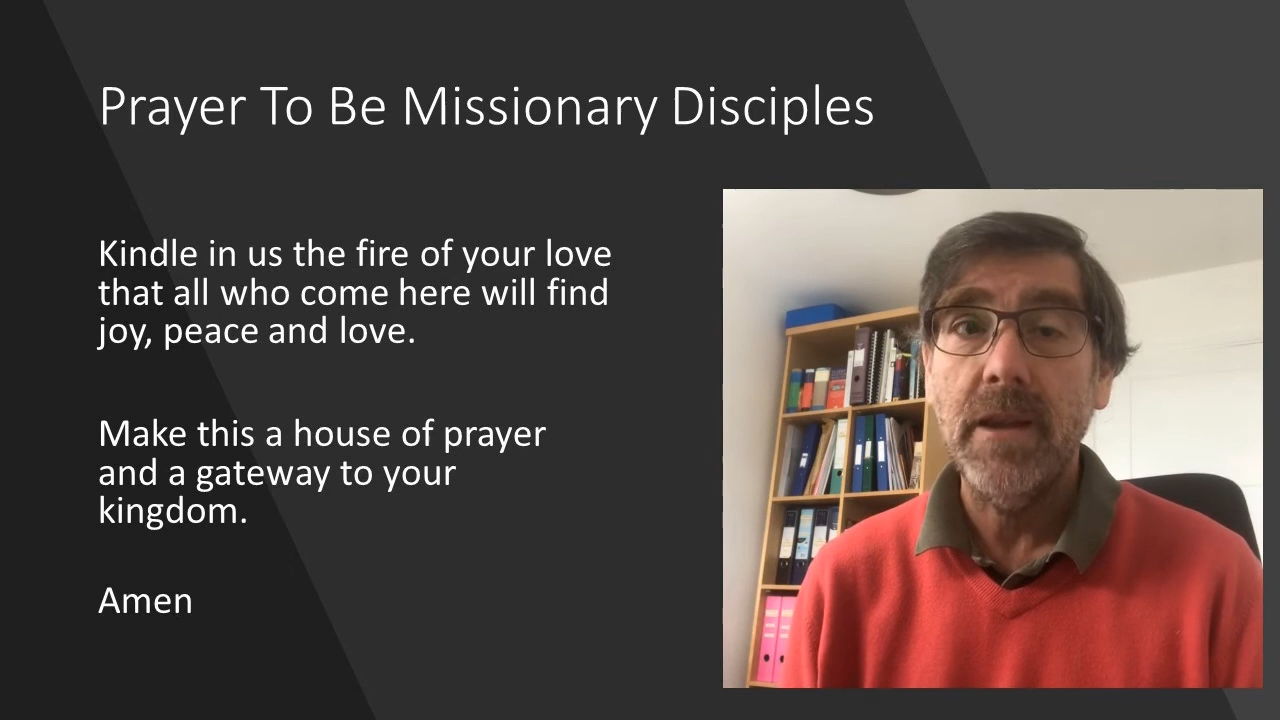 Prayer To Be Missionary Disciples
Kindle in us the fire of your love
that all who come here will find
joy, peace and love.
Make this a house of prayer
and a gateway to your
kingdom.
Amen